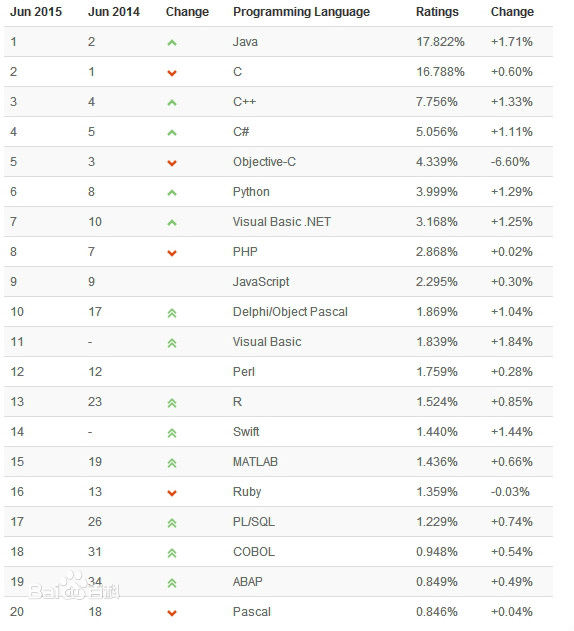 Jun 2015 Jun 2014 Change Programming Language Ratings Change
1 2 Java 17.822% +1.71%
2 1 C 16.788% +0.60%
3 4 C++ 7.756% +1.33%
4 5 C# 5.056% +1.11%
5 3 Objective-C 4.339% -6.60%
6 8 Python 3.999% +1.29%
7 10 Visual Basic .NET 3.168% +1.25%
8 7 PHP 2.868% +0.02%
9 9 JavaScript 2.295% +0.30%
10 17 Delphi/Object Pascal 1.869% +1.04%
11 - Visual Basic 1.839% +1.84%
12 12 Perl 1.759% +0.28%
13 23 R 1.524% +0.85%
14 - Swift 1.440% +1.44%
15 19 MATLAB 1.436% +0.66%
16 13 Ruby 1.359% -0.03%
17 26 PL/SQL 1.229% +0.74%
18 31 COBOL 0.948% +0.54%
19 34 ABAP 0.849% +0.49%
Bai百科
20 18 Pascal 0.846% +0.04%